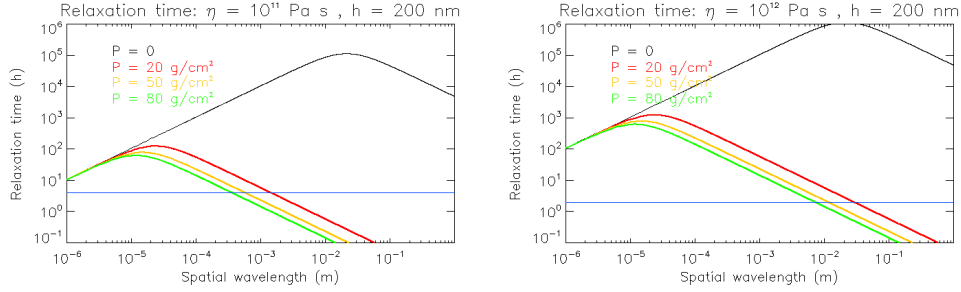 Relaxation time: η = 10¹¹ Pa s , h = 200 nm
Relaxation time (h)
10⁶
10⁵
10⁴
10³
10²
10¹
10⁰
10⁻¹
P = 0
P = 20 g/cm²
P = 50 g/cm²
P = 80 g/cm²
10⁻⁶ 10⁻⁵ 10⁻⁴ 10⁻³ 10⁻² 10⁻¹
Spatial wavelength (m)
Relaxation time: η = 10¹² Pa s , h = 200 nm
Relaxation time (h)
10⁶
10⁵
10⁴
10³
10²
10¹
10⁰
10⁻¹
P = 0
P = 20 g/cm²
P = 50 g/cm²
P = 80 g/cm²
10⁻⁶ 10⁻⁵ 10⁻⁴ 10⁻³ 10⁻² 10⁻¹
Spatial wavelength (m)